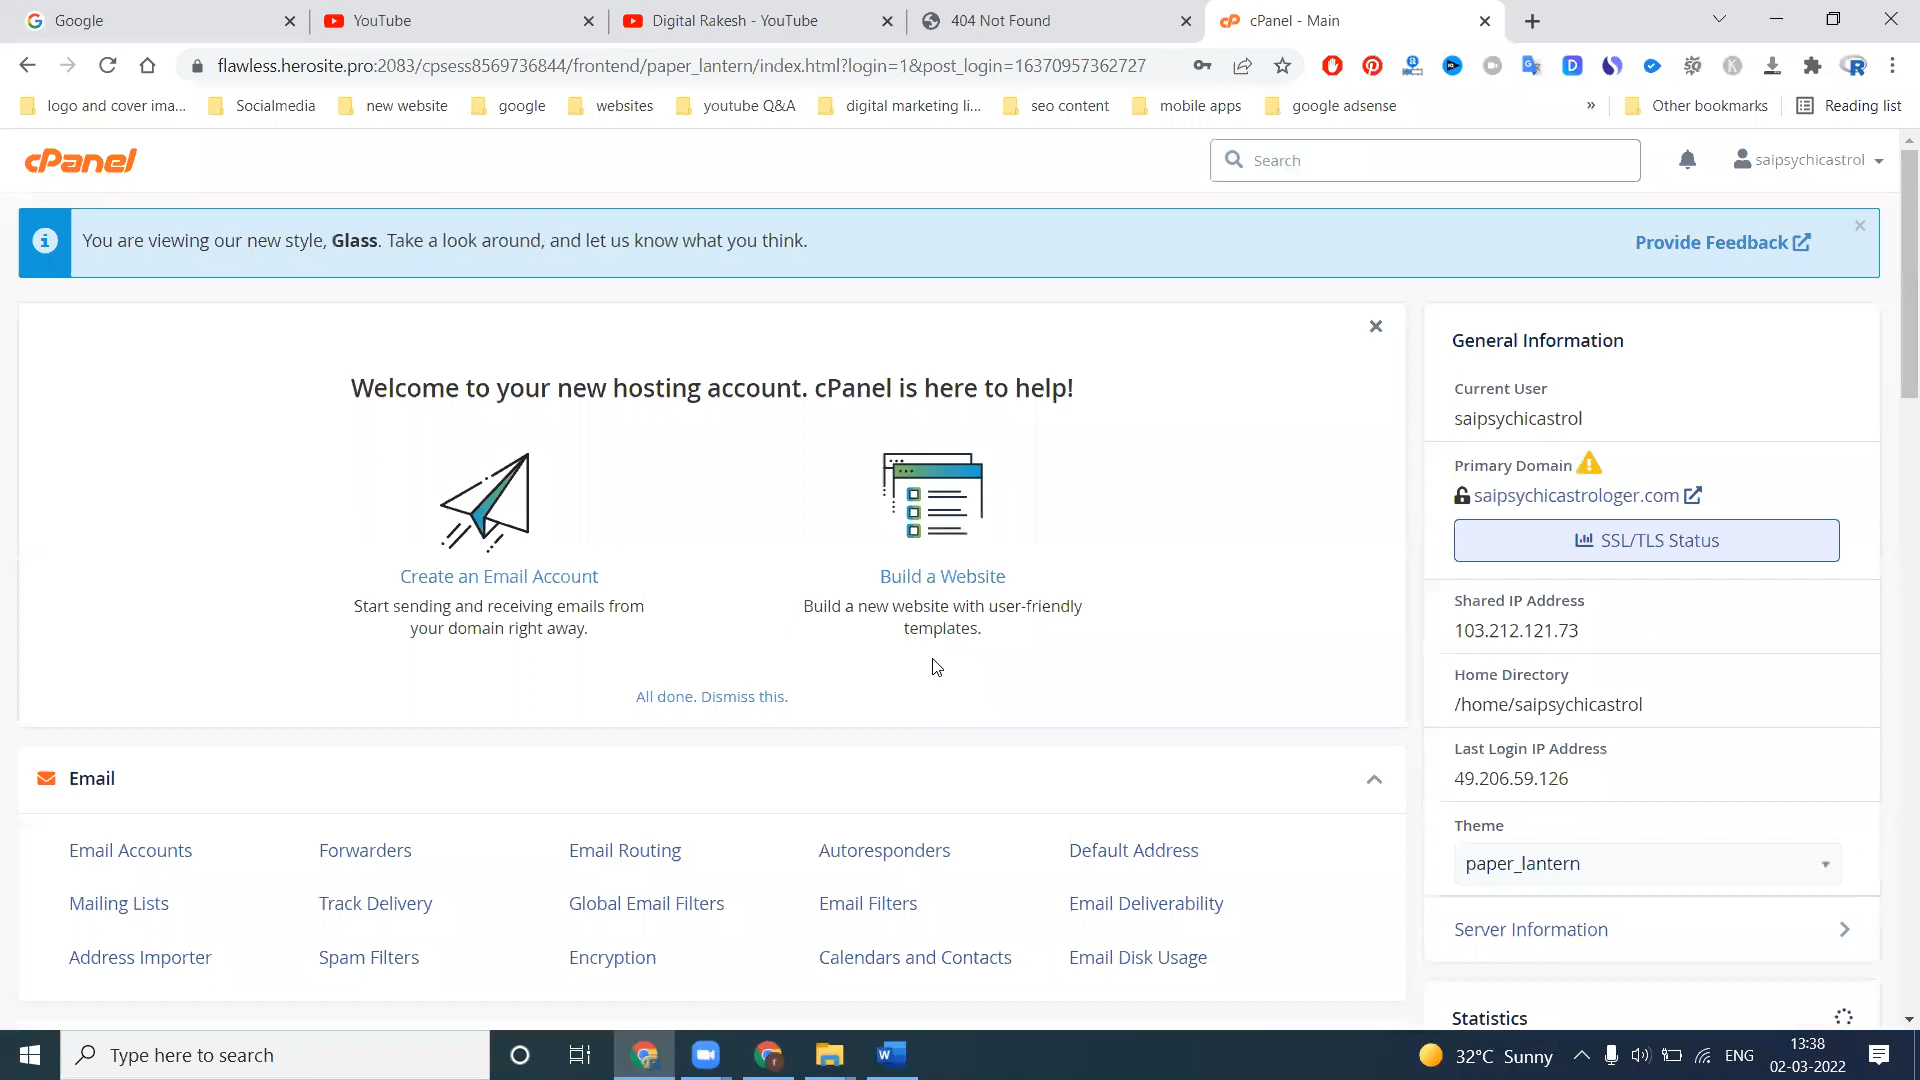 Google
YouTube
Digital Rakesh - YouTube
404 Not Found
cPanel - Main
flawless.herosite.pro:2083/cpsess8569736844/frontend/paper_lantern/index.html?login=1&post_login=16370957362727
logo and cover ima...
Socialmedia
new website
google
websites
youtube Q&A
digital marketing li...
seo content
mobile apps
google adsense
»
Other bookmarks
Reading list
cPanel
Search
saipsychicastrol
You are viewing our new style, Glass. Take a look around, and let us know what you think.
Provide Feedback
Welcome to your new hosting account. cPanel is here to help!
Create an Email Account
Start sending and receiving emails from
your domain right away.
Build a Website
Build a new website with user-friendly
templates.
All done. Dismiss this.
General Information
Current User
saipsychicastrol
Primary Domain
saipsychicastrologer.com
SSL/TLS Status
Shared IP Address
103.212.121.73
Home Directory
/home/saipsychicastrol
Last Login IP Address
49.206.59.126
Theme
paper_lantern
Server Information
Statistics
Email
Email Accounts
Forwarders
Email Routing
Autoresponders
Default Address
Mailing Lists
Track Delivery
Global Email Filters
Email Filters
Email Deliverability
Address Importer
Spam Filters
Encryption
Calendars and Contacts
Email Disk Usage
Type here to search
32°C Sunny
ENG
13:38
02-03-2022